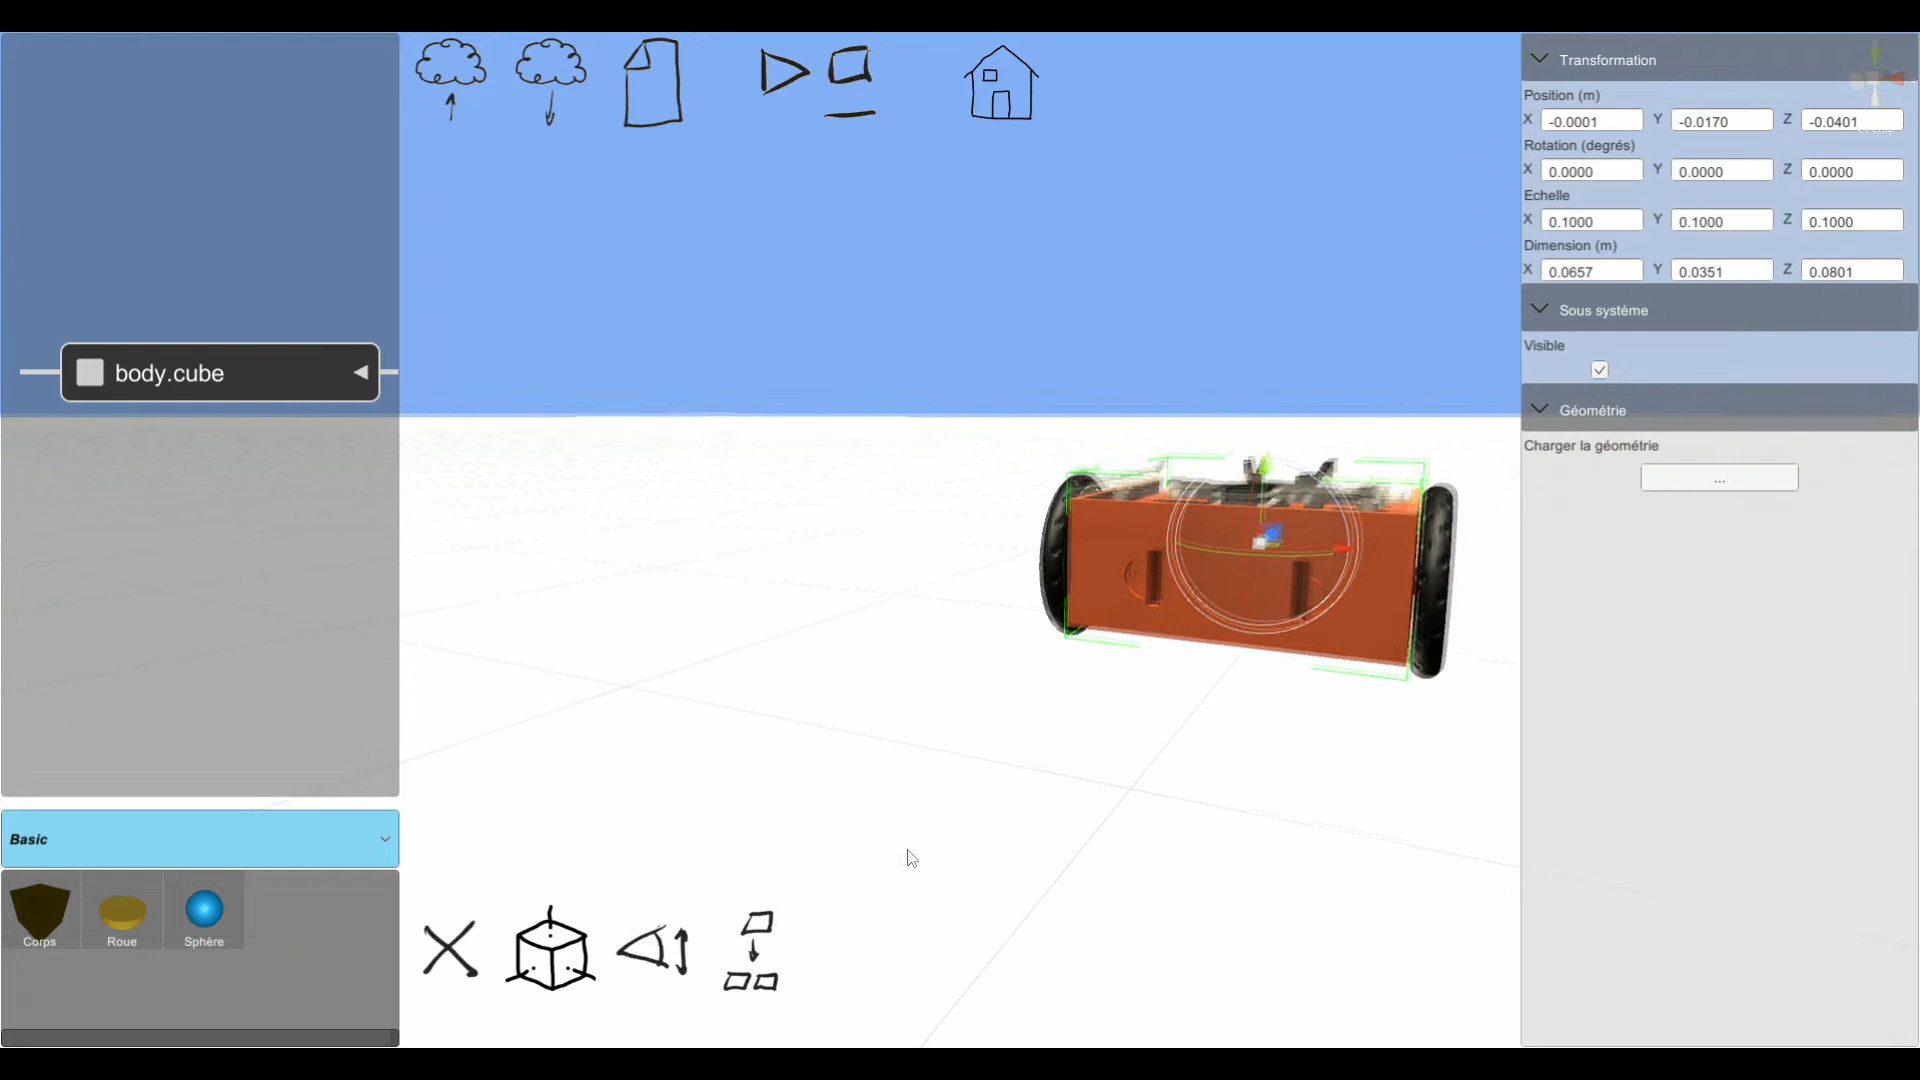 body.cube
Basic
Corps
Roue
Sphère
Transformation
Position (m)
X -0.0001 Y -0.0170 Z -0.0401
Rotation (degrés)
X 0.0000 Y 0.0000 Z 0.0000
Echelle
X 0.1000 Y 0.1000 Z 0.1000
Dimension (m)
X 0.0657 Y 0.0351 Z 0.0801
Sous système
Visible
Géométrie
Charger la géométrie
...